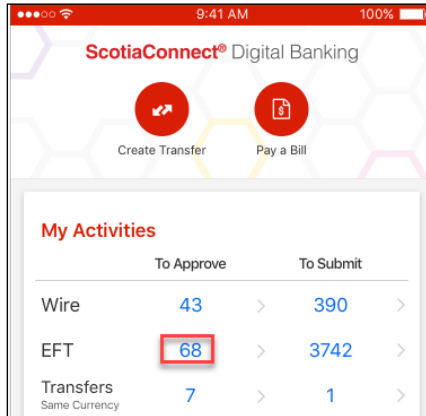 9:41 AM 100%
ScotiaConnect® Digital Banking
Create Transfer Pay a Bill
My Activities
To Approve To Submit
Wire 43 390
EFT 68 3742
Transfers 7 1
Same Currency